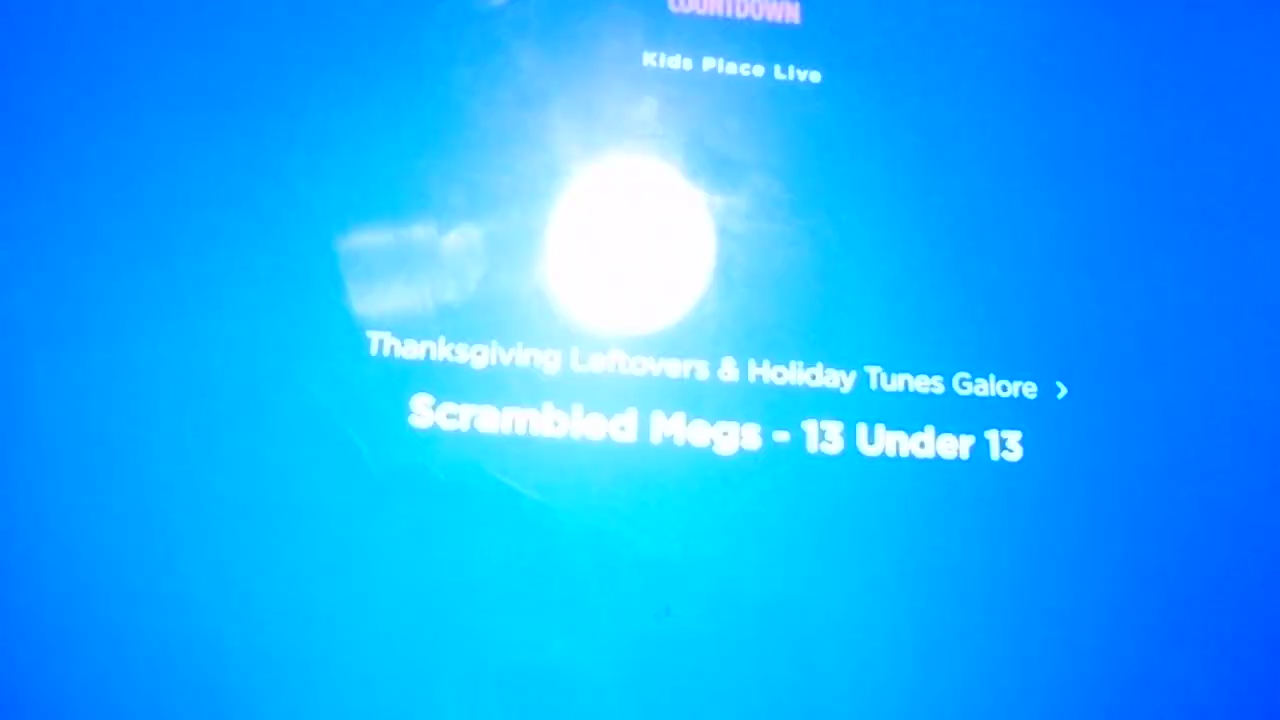 COUNTDOWN
Kids Place Live
Thanksgiving Leftovers & Holiday Tunes Galore >
Scrambled Megs - 13 Under 13